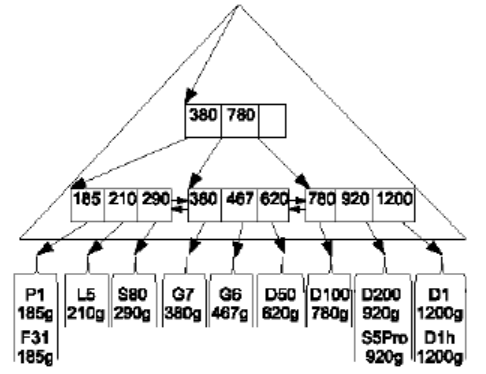 380 780
185 210 290 380 467 620 780 920 1200
P1 L5 S80 G7 G6 D50 D100 D200 D1
185g 210g 290g 380g 467g 620g 780g 920g 1200g
F31 S5Pro D1h
185g 920g 1200g